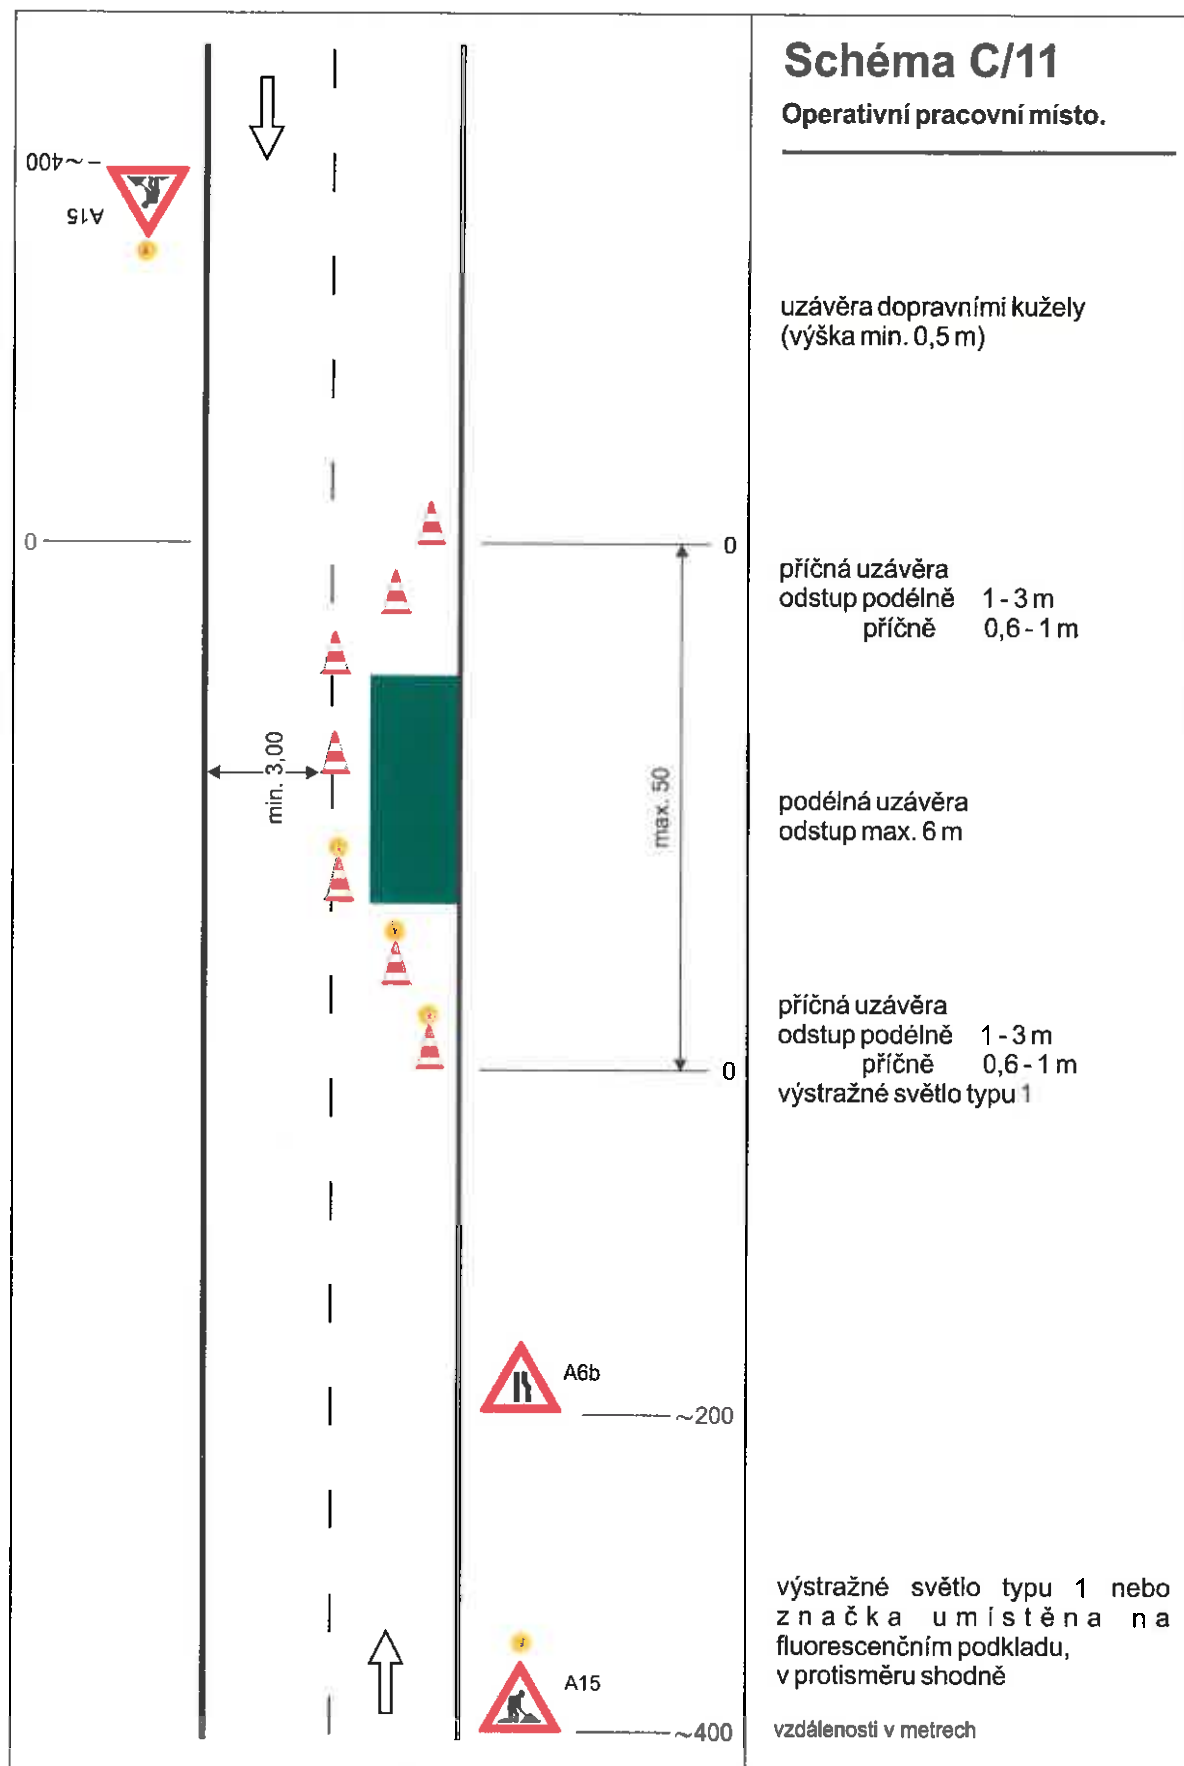 Schéma C/11
Operativní pracovní místo.
~400
A15
uzávěra dopravními kužely
(výška min. 0,5 m)
0
0
příčná uzávěra
odstup podélně 1 - 3 m
příčně 0,6 - 1 m
min. 3,00
max. 50
podélná uzávěra
odstup max. 6 m
příčná uzávěra
odstup podélně 1 - 3 m
příčně 0,6 - 1 m
0
výstražné světlo typu 1
A6b
~200
výstražné světlo typu 1 nebo
značka umístěna na
fluorescenčním podkladu,
v protisměru shodně
A15
~400
vzdálenosti v metrech